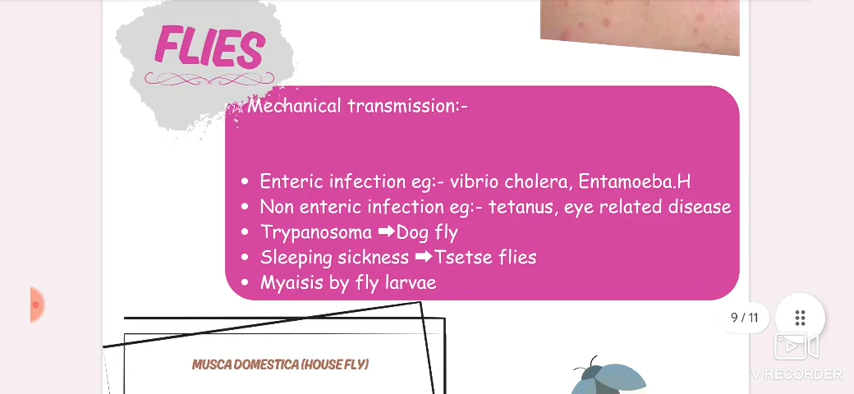 FLIES
☆ Mechanical transmission:-
• Enteric infection eg:- vibrio cholera, Entamoeba.H
• Non enteric infection eg:- tetanus, eye related disease
• Trypanosoma ➡Dog fly
• Sleeping sickness ➡Tsetse flies
• Myaisis by fly larvae
9 / 11
MUSCA DOMESTICA (HOUSE FLY)
V RECORDER